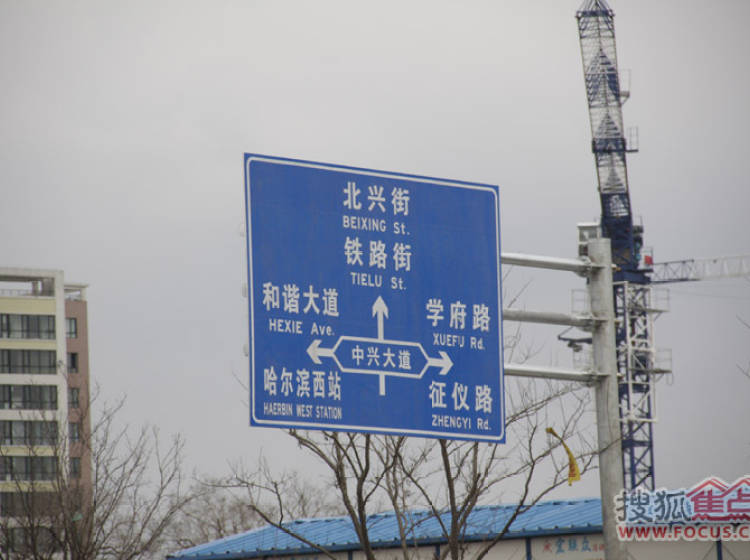 北兴街
BEIXING St.
铁路街
TIELU St.
和谐大道
HEXIE Ave.
学府路
XUEFU Rd.
中兴大道
哈尔滨西站
HAERBIN WEST STATION
征仪路
ZHENGYI Rd.
搜狐焦点
www.FOCUS.C